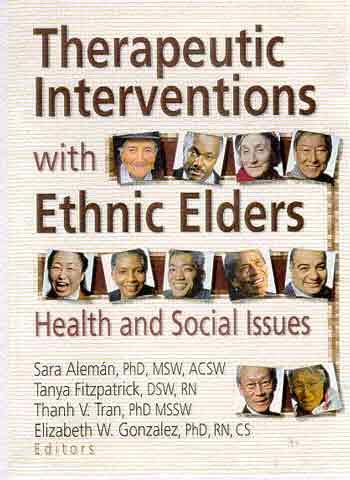 Therapeutic
Interventions
with
Ethnic Elders
Health and Social Issues
Sara Alemán, PhD, MSW, ACSW
Tanya Fitzpatrick, DSW, RN
Thanh V. Tran, PhD MSSW
Elizabeth W. Gonzalez, PhD, RN, CS
Editors